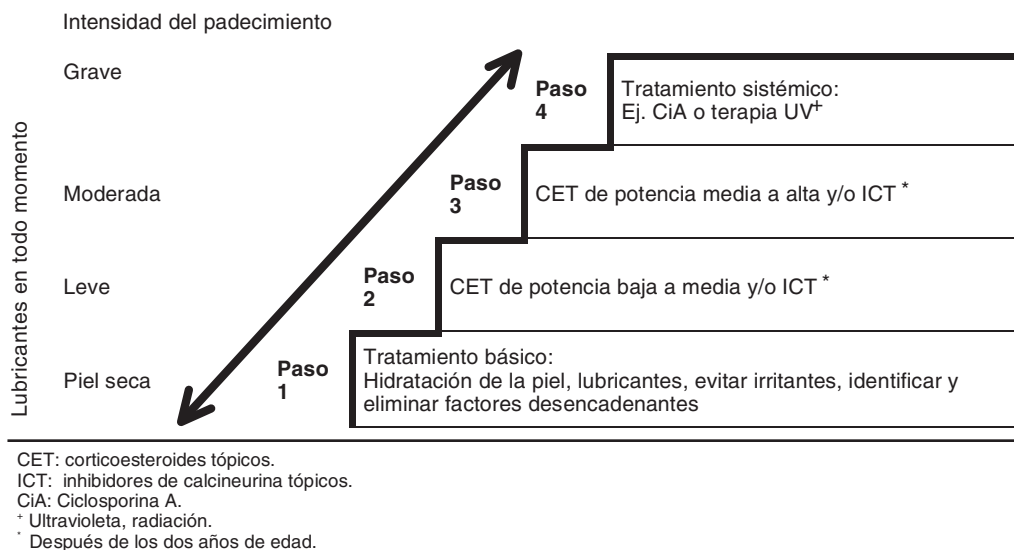 Intensidad del padecimiento
Grave
Paso
4
Tratamiento sistémico:
Ej. CiA o terapia UV+
Lubricantes en todo momento
Moderada
Paso
3
CET de potencia media a alta y/o ICT *
Leve
Paso
2
CET de potencia baja a media y/o ICT *
Piel seca
Paso
1
Tratamiento básico:
Hidratación de la piel, lubricantes, evitar irritantes, identificar y
eliminar factores desencadenantes
CET: corticoesteroides tópicos.
ICT: inhibidores de calcineurina tópicos.
CiA: Ciclosporina A.
+ Ultravioleta, radiación.
* Después de los dos años de edad.